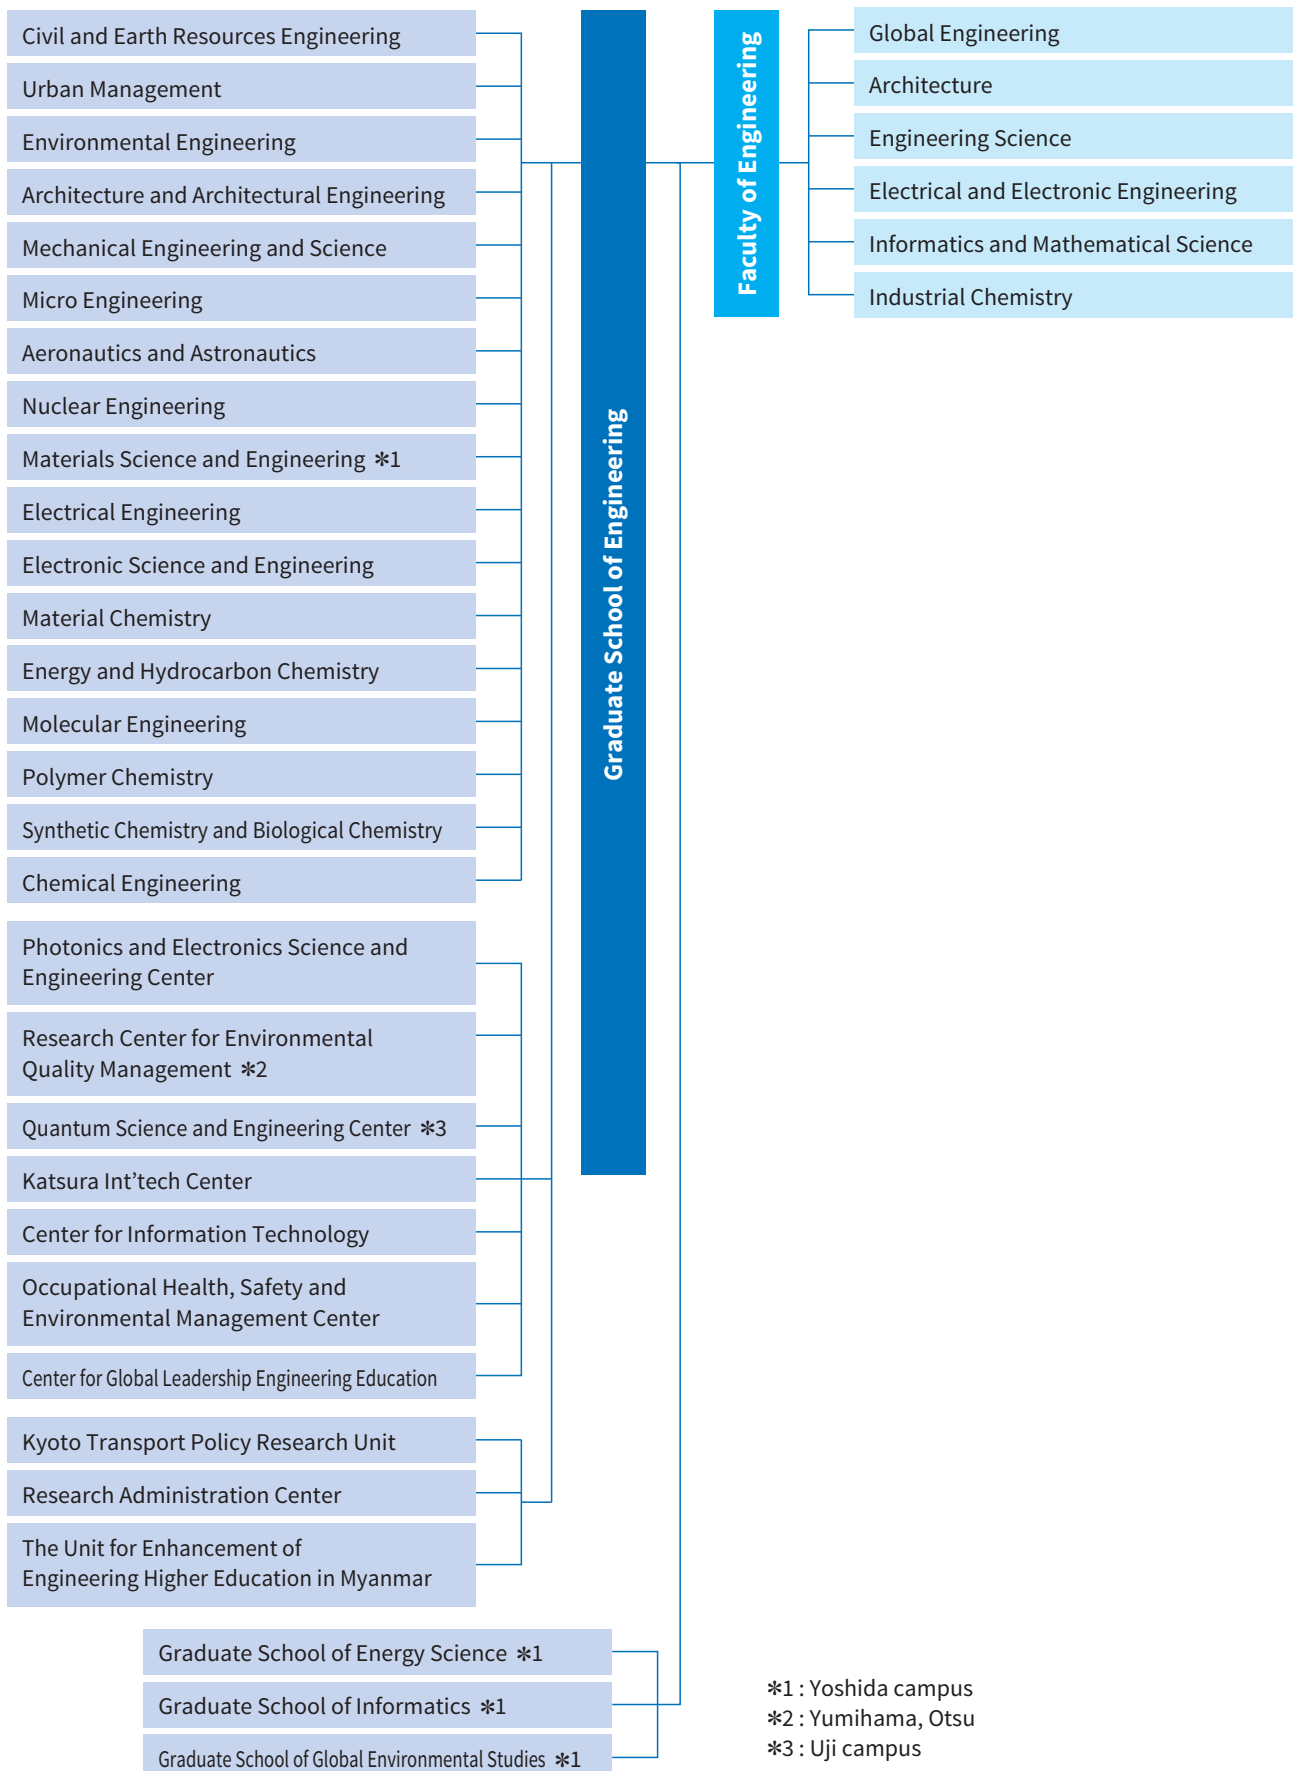 Civil and Earth Resources Engineering
Urban Management
Environmental Engineering
Architecture and Architectural Engineering
Mechanical Engineering and Science
Micro Engineering
Aeronautics and Astronautics
Nuclear Engineering
Materials Science and Engineering ✻1
Electrical Engineering
Electronic Science and Engineering
Material Chemistry
Energy and Hydrocarbon Chemistry
Molecular Engineering
Polymer Chemistry
Synthetic Chemistry and Biological Chemistry
Chemical Engineering
Photonics and Electronics Science and
Engineering Center
Research Center for Environmental
Quality Management ✻2
Quantum Science and Engineering Center ✻3
Katsura Int’tech Center
Center for Information Technology
Occupational Health, Safety and
Environmental Management Center
Center for Global Leadership Engineering Education
Kyoto Transport Policy Research Unit
Research Administration Center
The Unit for Enhancement of
Engineering Higher Education in Myanmar
Graduate School of Engineering
Faculty of Engineering
Global Engineering
Architecture
Engineering Science
Electrical and Electronic Engineering
Informatics and Mathematical Science
Industrial Chemistry
Graduate School of Energy Science ✻1
Graduate School of Informatics ✻1
Graduate School of Global Environmental Studies ✻1
✻1 : Yoshida campus
✻2 : Yumihama, Otsu
✻3 : Uji campus